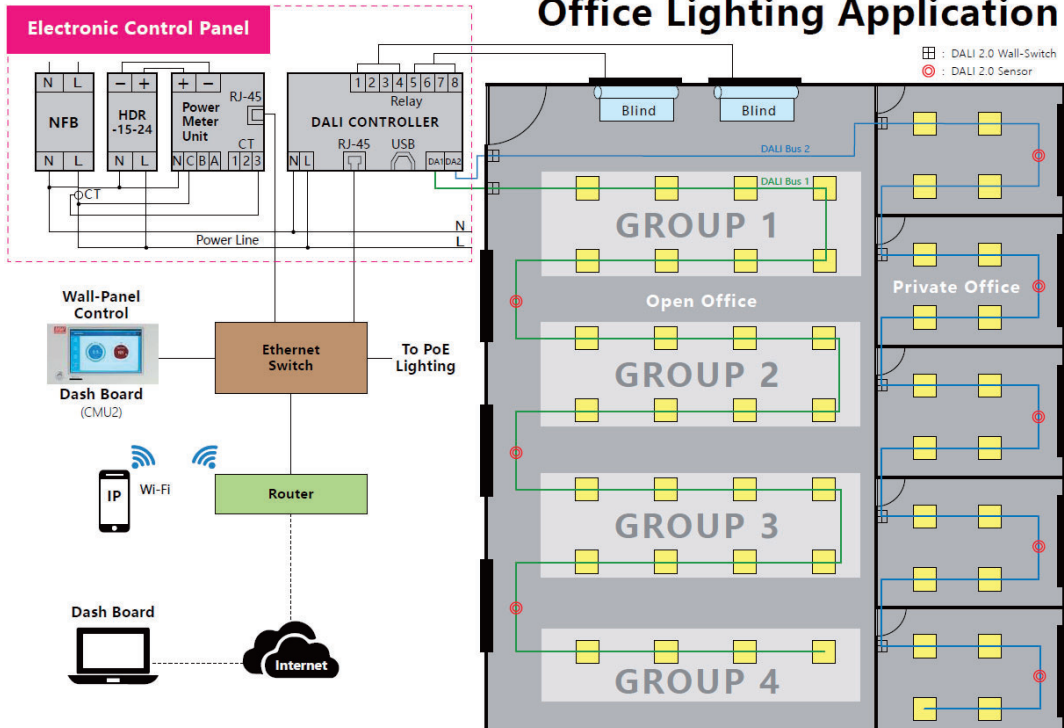 Office Lighting Application
Electronic Control Panel
: DALI 2.0 Wall-Switch
: DALI 2.0 Sensor
N L
NFB
N L
− +
HDR
-15-24
N L
+ −
Power
Meter
Unit
RJ-45
CT
N C B A 1 2 3
1 2 3 4 5 6 7 8
Relay
DALI CONTROLLER
RJ-45 USB
N L
DA1 DA2
CT
N
Power Line
L
Blind
Blind
DALI Bus 2
DALI Bus 1
GROUP 1
Open Office
Private Office
GROUP 2
GROUP 3
GROUP 4
Wall-Panel
Control
Dash Board
(CMU2)
Ethernet
Switch
To PoE
Lighting
IP
Wi-Fi
Router
Dash Board
Internet